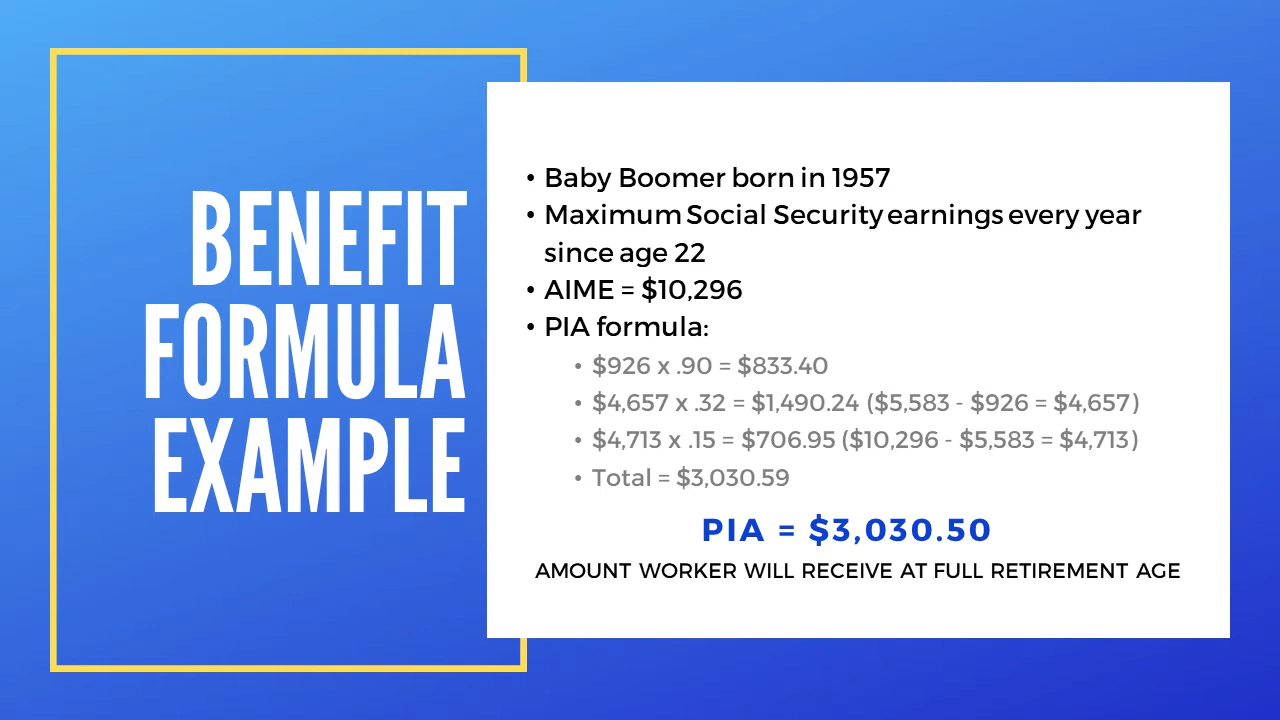 BENEFIT
FORMULA
EXAMPLE
• Baby Boomer born in 1957
• Maximum Social Security earnings every year
since age 22
• AIME = $10,296
• PIA formula:
• $926 x .90 = $833.40
• $4,657 x .32 = $1,490.24 ($5,583 - $926 = $4,657)
• $4,713 x .15 = $706.95 ($10,296 - $5,583 = $4,713)
• Total = $3,030.59
PIA = $3,030.50
AMOUNT WORKER WILL RECEIVE AT FULL RETIREMENT AGE